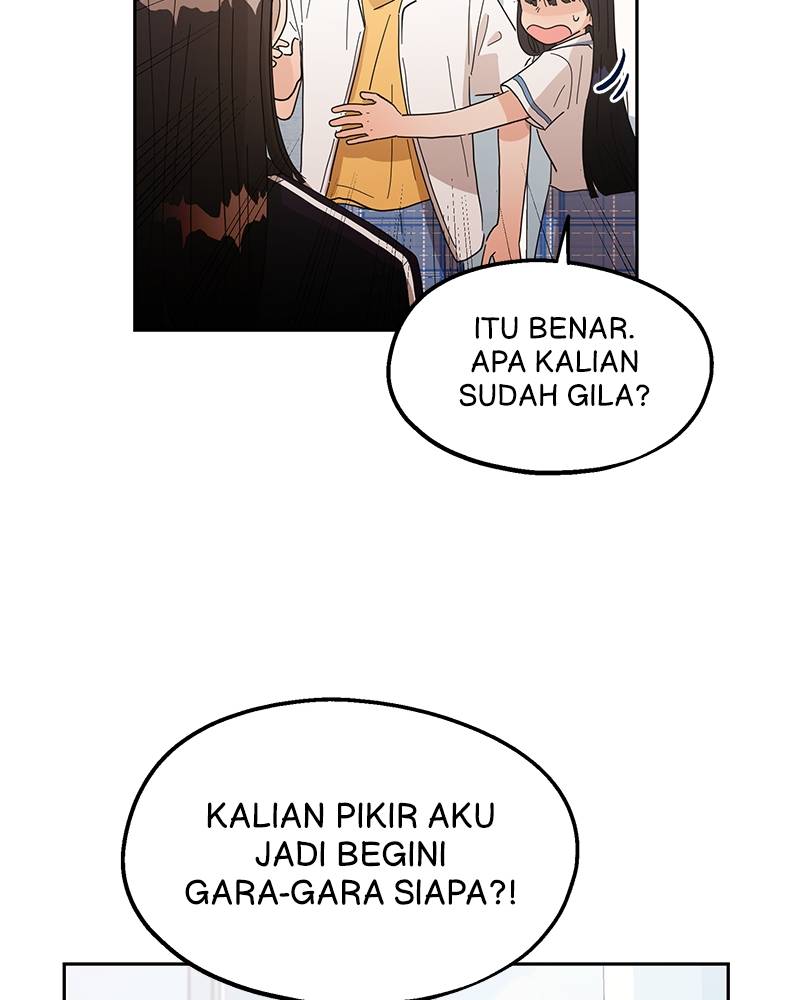 ITU BENAR.
APA KALIAN
SUDAH GILA?
KALIAN PIKIR AKU
JADI BEGINI
GARA-GARA SIAPA?!